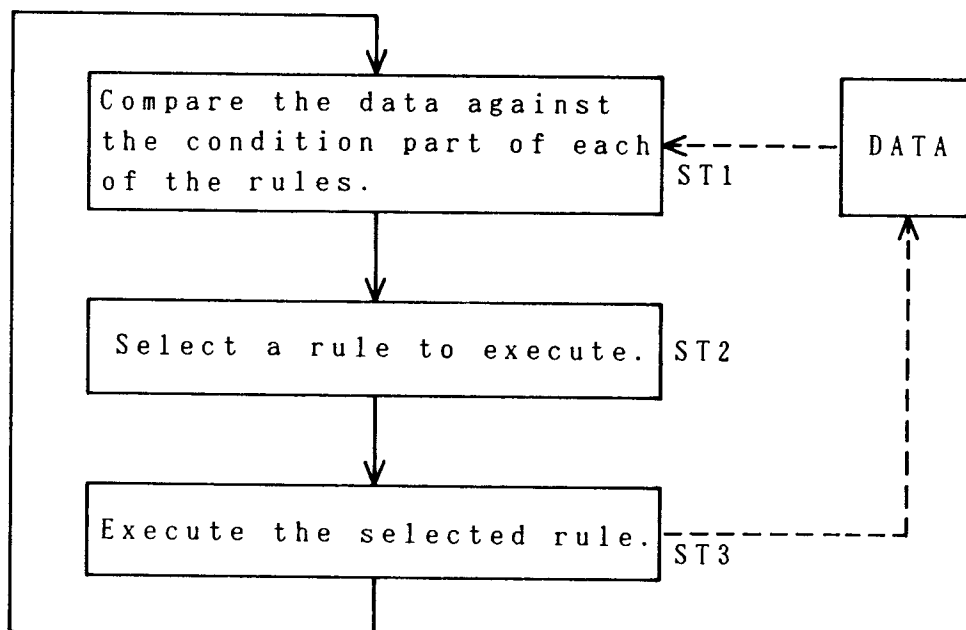 Compare the data against
the condition part of each
of the rules.
ST1
DATA
Select a rule to execute.
ST2
Execute the selected rule.
ST3